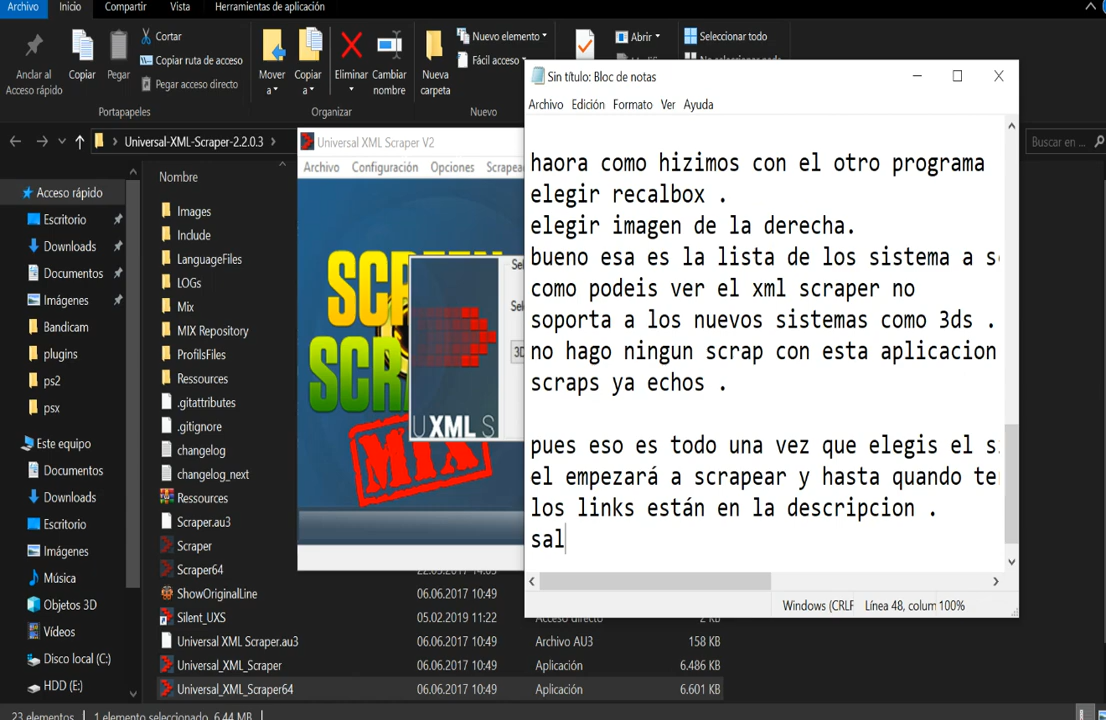 Archivo Inicio Compartir Vista Herramientas de aplicación
Anclar al
Acceso rápido
Copiar
Pegar
Cortar
Copiar ruta de acceso
Pegar acceso directo
Portapapeles
Mover
a
Copiar
a
Eliminar
Cambiar
nombre
Organizar
Nueva
carpeta
Nuevo elemento
Fácil acceso
Nuevo
Abrir
Seleccionar todo
Universal-XML-Scraper-2.2.0.3
Buscar en ...
Acceso rápido
Escritorio
Downloads
Documentos
Imágenes
Bandicam
plugins
ps2
psx
Este equipo
Documentos
Downloads
Escritorio
Imágenes
Música
Objetos 3D
Vídeos
Disco local (C:)
HDD (E:)
Nombre
Images
Include
LanguageFiles
LOGs
Mix
MIX Repository
ProfilsFiles
Ressources
.gitattributes
.gitignore
changelog
changelog_next
Ressources
Scraper.au3
Scraper
Scraper64
ShowOriginalLine 06.06.2017 10:49 Aplicación
Silent_UXS 05.02.2019 11:22 Acceso directo 2 KB
Universal XML Scraper.au3 06.06.2017 10:49 Archivo AU3 158 KB
Universal_XML_Scraper 06.06.2017 10:49 Aplicación 6.486 KB
Universal_XML_Scraper64 06.06.2017 10:49 Aplicación 6.601 KB
23 elementos 1 elemento seleccionado 6,44 MB
Universal XML Scraper V2
Archivo Configuración Opciones Scrapea
MIX
UXML S
Sin título: Bloc de notas
Archivo Edición Formato Ver Ayuda
haora como hizimos con el otro programa
elegir recalbox .
elegir imagen de la derecha.
bueno esa es la lista de los sistema a s
como podeis ver el xml scraper no
soporta a los nuevos sistemas como 3ds .
no hago ningun scrap con esta aplicacion
scraps ya echos .
pues eso es todo una vez que elegis el s
el empezará a scrapear y hasta quando te
los links están en la descripcion .
sal
Windows (CRLF Línea 48, colum 100%